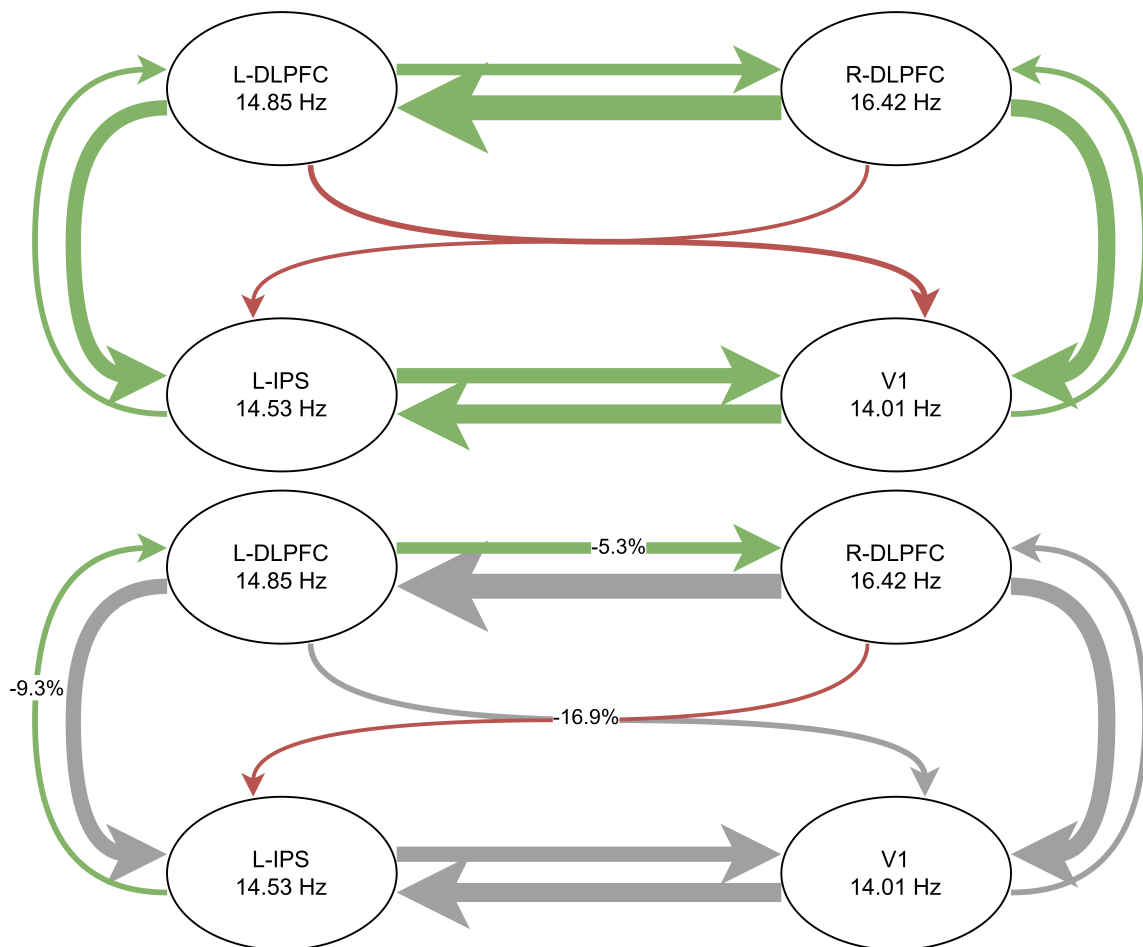 L-DLPFC
14.85 Hz
R-DLPFC
16.42 Hz
L-IPS
14.53 Hz
V1
14.01 Hz
L-DLPFC
14.85 Hz
-5.3%
R-DLPFC
16.42 Hz
-9.3%
-16.9%
L-IPS
14.53 Hz
V1
14.01 Hz